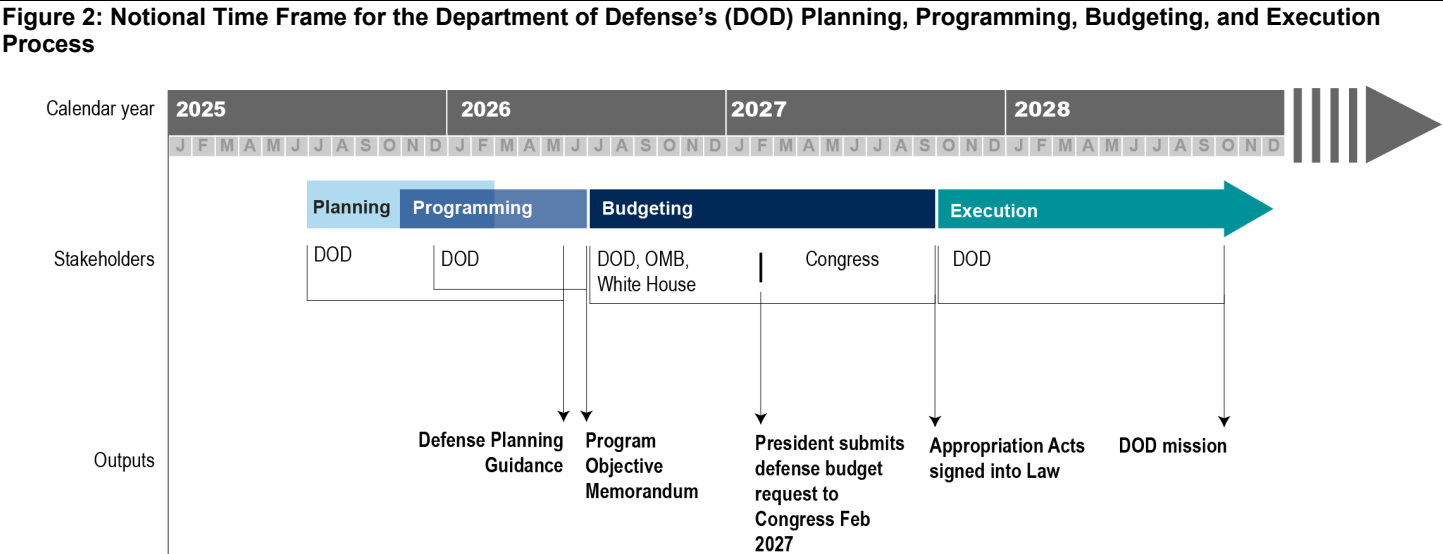 Figure 2: Notional Time Frame for the Department of Defense’s (DOD) Planning, Programming, Budgeting, and Execution
Process
Calendar year 2025 2026 2027 2028
J F M A M J J A S O N D J F M A M J J A S O N D J F M A M J J A S O N D J F M A M J J A S O N D
Planning Programming Budgeting Execution
Stakeholders
DOD
DOD
DOD, OMB,
White House
Congress
DOD
Outputs
Defense Planning
Guidance
Program
Objective
Memorandum
President submits
defense budget
request to
Congress Feb
2027
Appropriation Acts
signed into Law
DOD mission